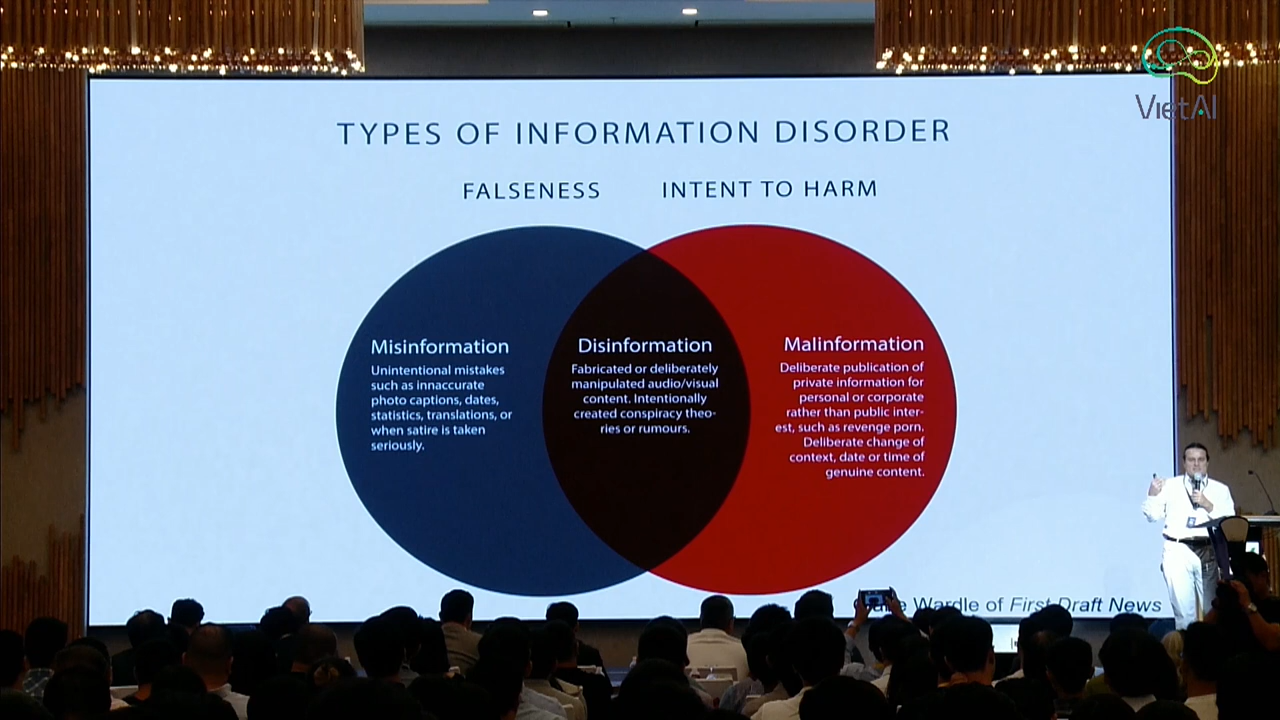 VietAI
TYPES OF INFORMATION DISORDER
FALSENESS
INTENT TO HARM
Misinformation
Unintentional mistakes
such as innaccurate
photo captions, dates,
statistics, translations, or
when satire is taken
seriously.
Disinformation
Fabricated or deliberately
manipulated audio/visual
content. Intentionally
created conspiracy theo-
ries or rumours.
Malinformation
Deliberate publication of
private information for
personal or corporate
rather than public inter-
est, such as revenge porn.
Deliberate change of
context, date or time of
genuine content.
Wardle of First Draft News